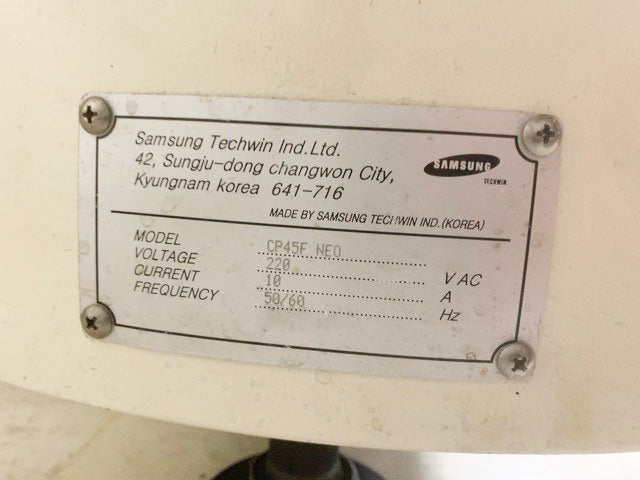 Samsung Techwin Ind.Ltd.
42, Sungju-dong changwon City,
Kyungnam korea 641-716
SAMSUNG
TECHWIN
MADE BY SAMSUNG TECHWIN IND.(KOREA)
MODEL CP45F NEO
VOLTAGE 220 V AC
CURRENT 10 A
FREQUENCY 50/60 Hz